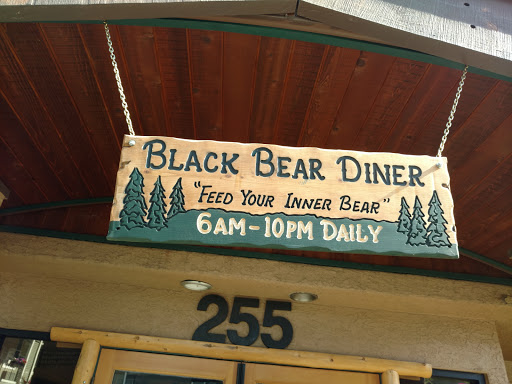 BLACK BEAR DINER
"FEED YOUR INNER BEAR"
6AM-10PM DAILY
255